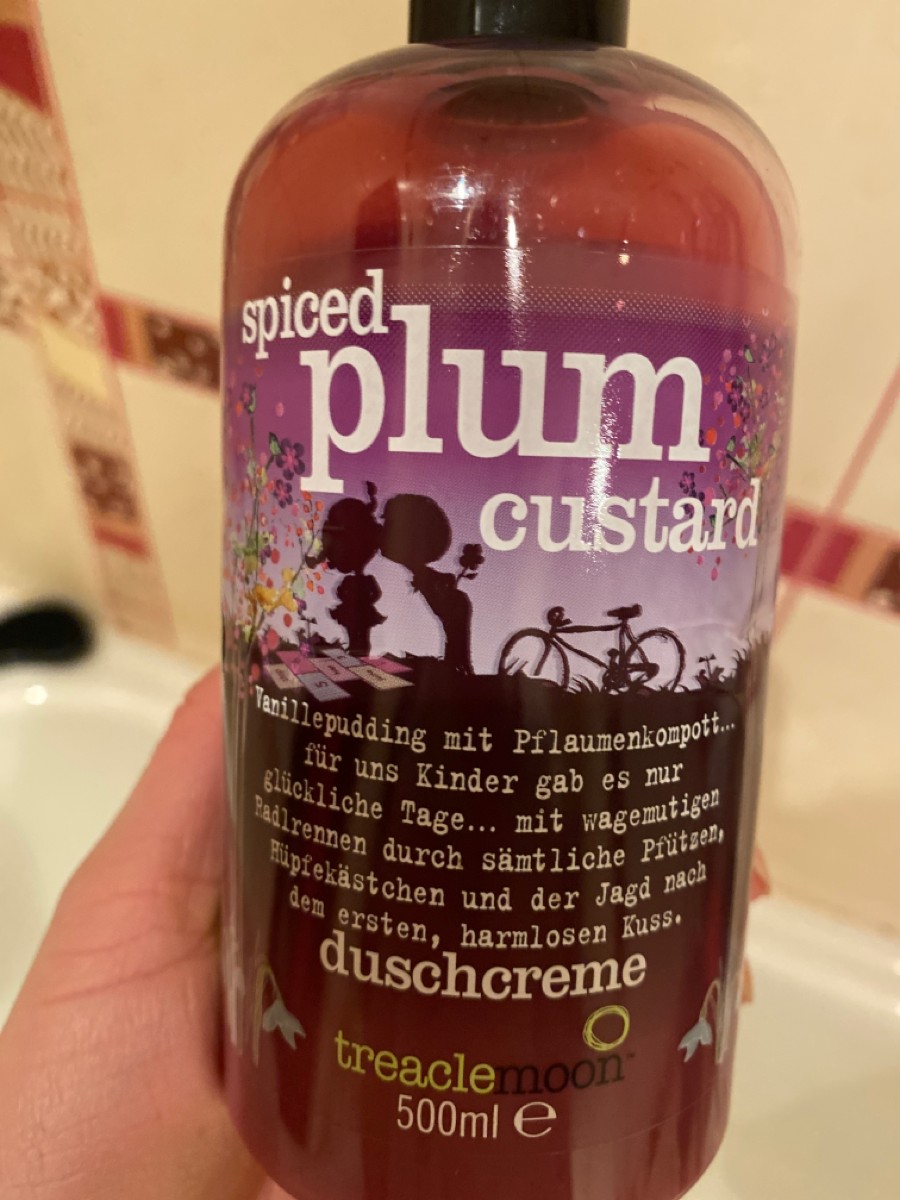 spiced
plum
custard
Vanillepudding mit Pflaumenkompott...
für uns Kinder gab es nur
glückliche Tage... mit wagemutigen
Radlrennen durch sämtliche Pfützen,
Hüpfekästchen und der Jagd nach
dem ersten, harmlosen Kuss.
duschcreme
treaclemoon™
500ml ℮